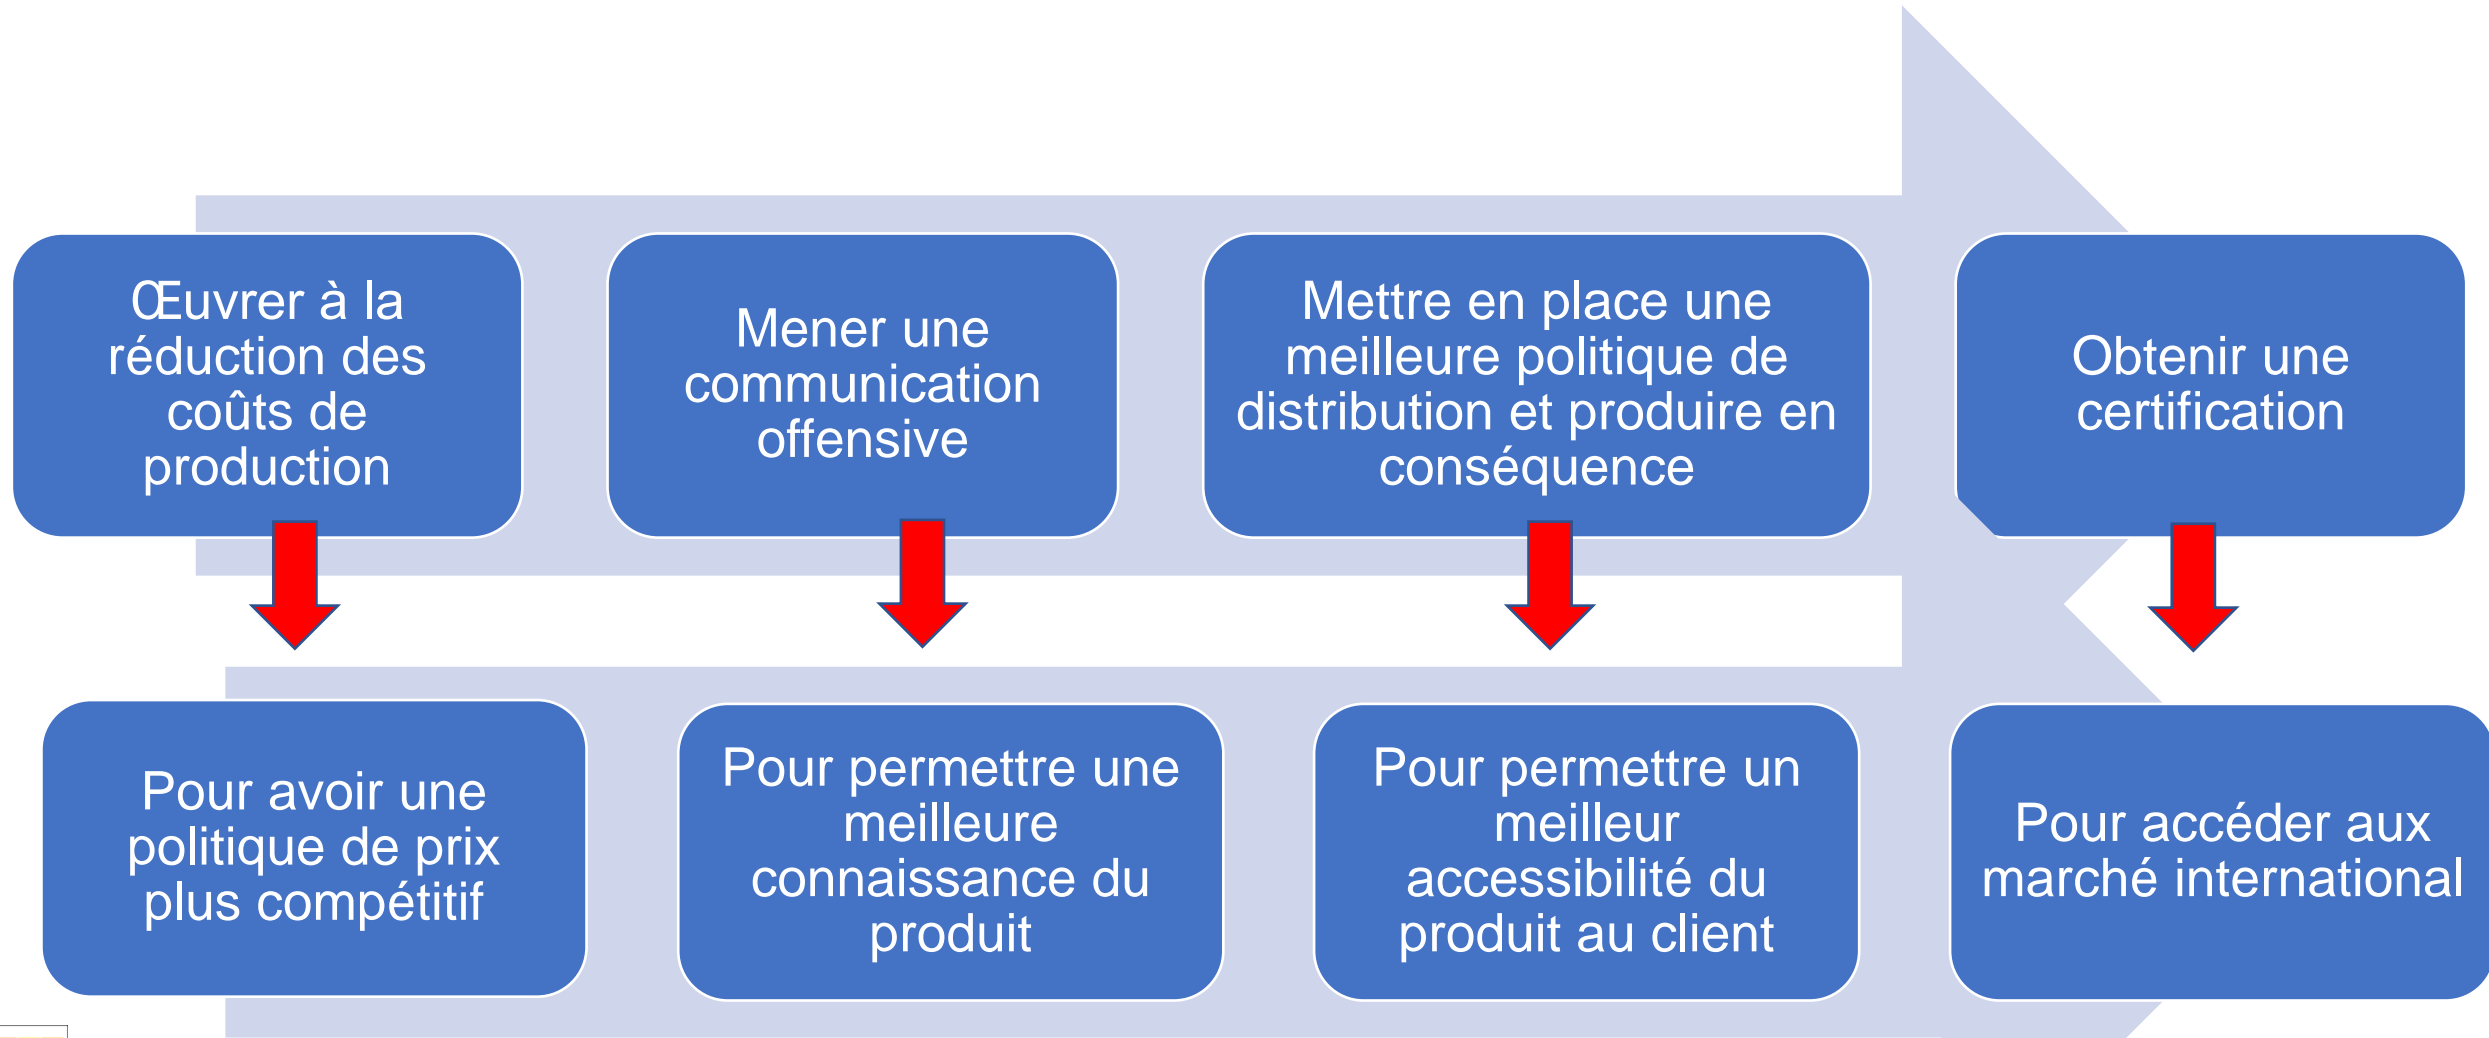 Œuvrer à la
réduction des
coûts de
production
Mener une
communication
offensive
Mettre en place une
meilleure politique de
distribution et produire en
conséquence
Obtenir une
certification
Pour avoir une
politique de prix
plus compétitif
Pour permettre une
meilleure
connaissance du
produit
Pour permettre un
meilleur
accessibilité du
produit au client
Pour accéder aux
marché international